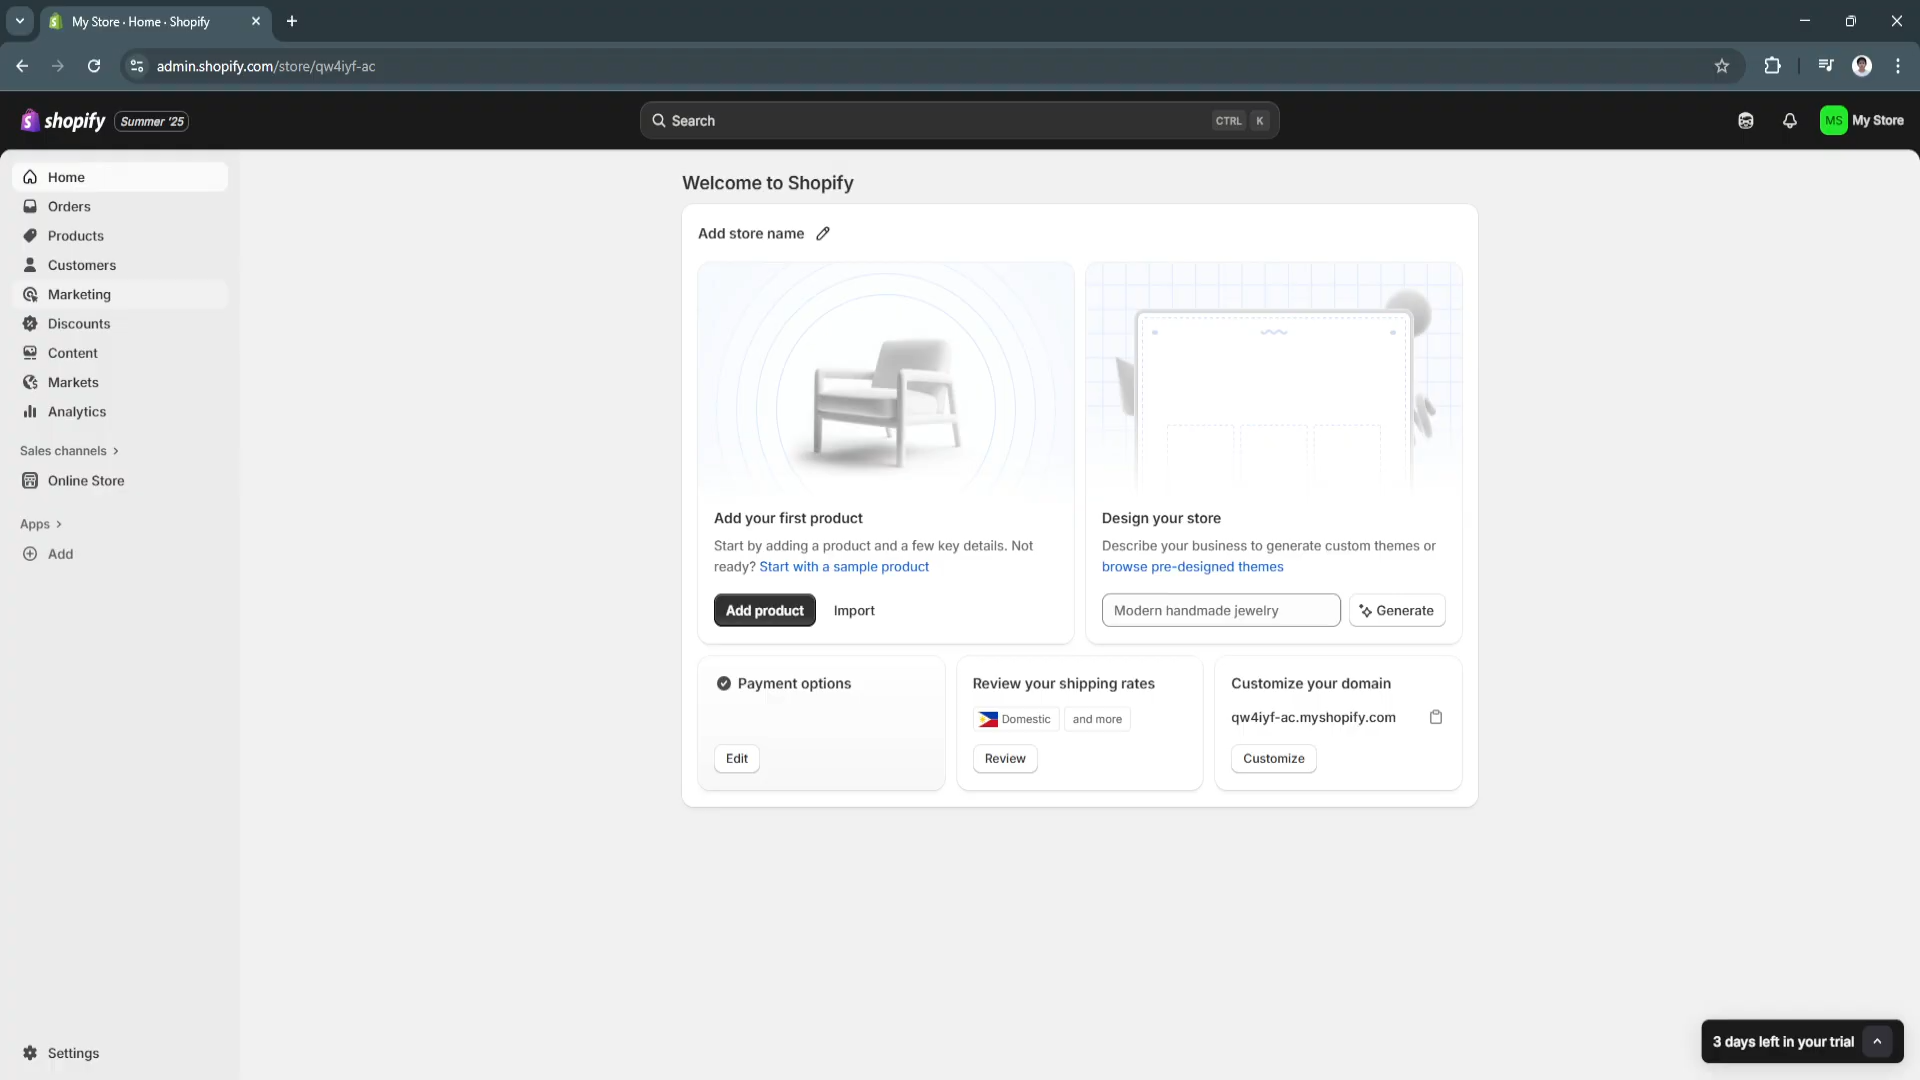 My Store · Home · Shopify
admin.shopify.com/store/qw4iyf-ac
shopify
Summer '25
Search
CTRL K
MS
My Store
Home
Orders
Products
Customers
Marketing
Discounts
Content
Markets
Analytics
Sales channels
Online Store
Apps
Add
Settings
Welcome to Shopify
Add store name
Add your first product
Start by adding a product and a few key details. Not
ready? Start with a sample product
Add product
Import
Design your store
Describe your business to generate custom themes or
browse pre-designed themes
Modern handmade jewelry
Generate
Payment options
Edit
Review your shipping rates
Domestic
and more
Review
Customize your domain
qw4iyf-ac.myshopify.com
Customize
3 days left in your trial